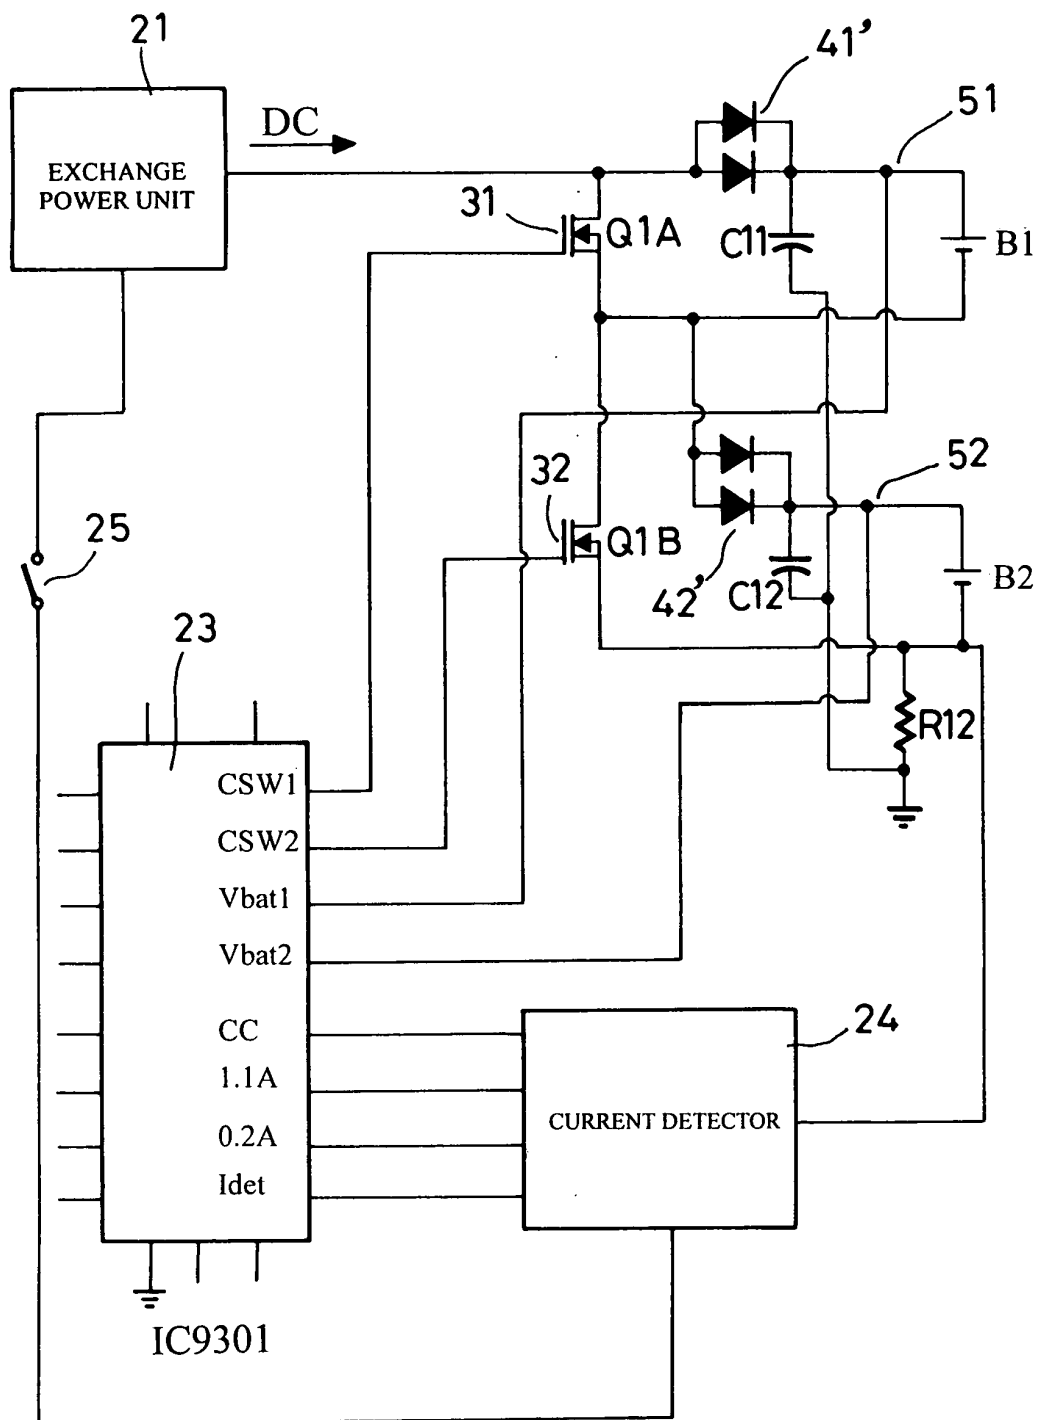 21
41'
EXCHANGE
POWER UNIT
DC
51
31
Q1A
C11
B1
32
Q1B
52
42'
C12
B2
25
R12
23
CSW1
CSW2
Vbat1
Vbat2
CC
1.1A
0.2A
Idet
24
CURRENT DETECTOR
IC9301